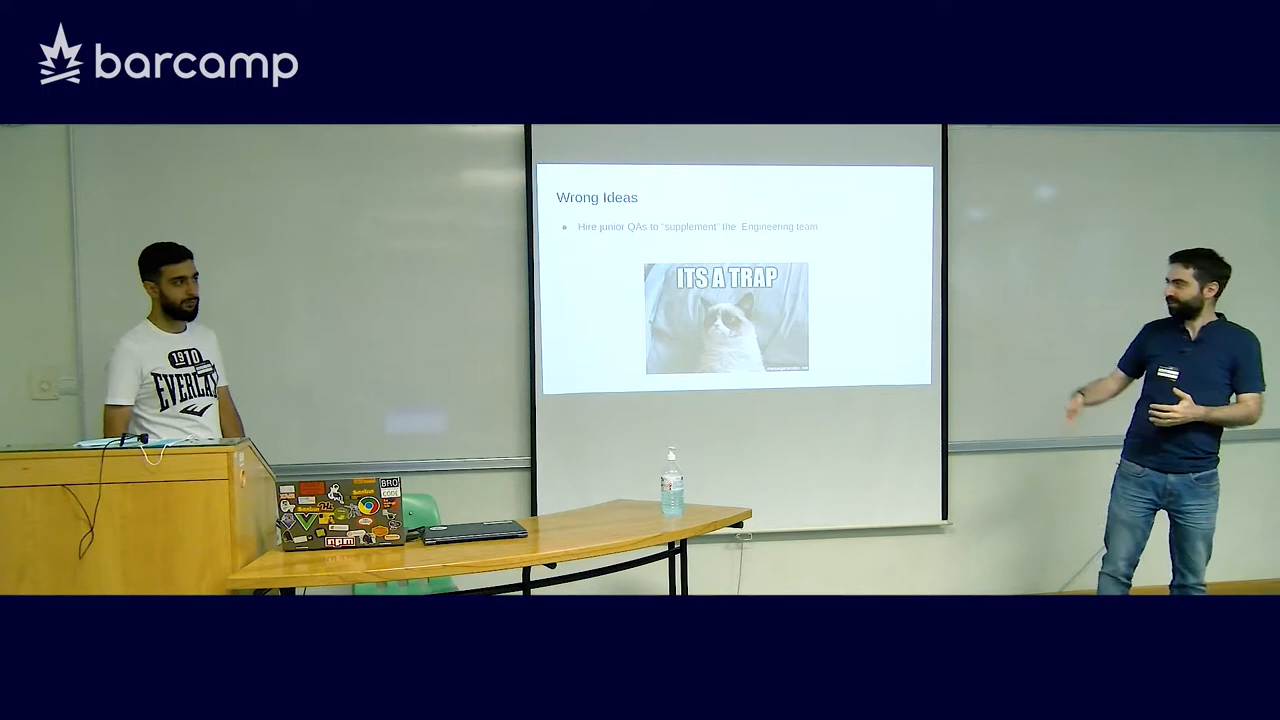 barcamp
Wrong Ideas
Hire junior QAs to "supplement" the Engineering team
ITS A TRAP
1910
EVERLAST
BRO
CODE
npm